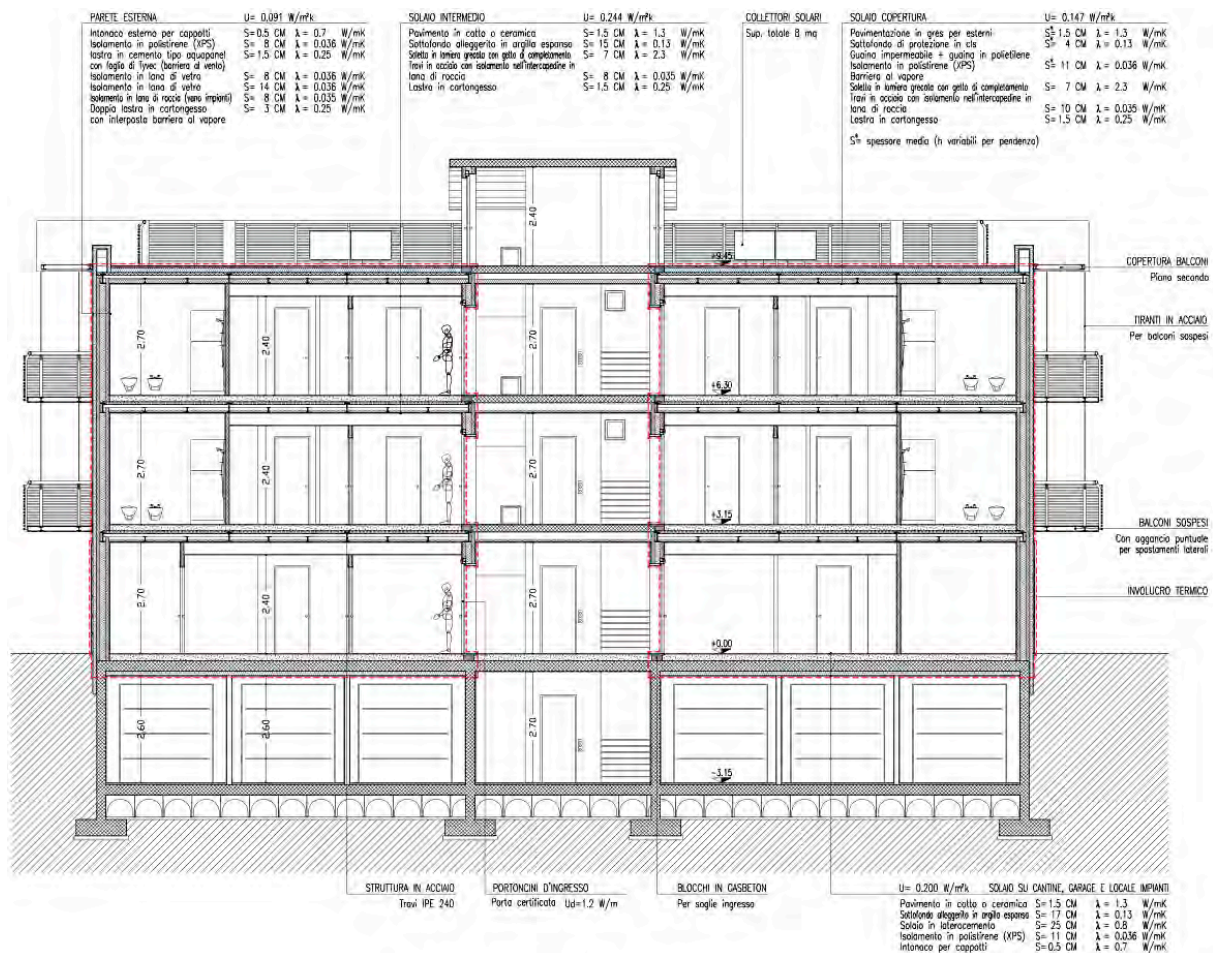 PARETE ESTERNA U= 0.091 W/m²k
Intonaco esterno per cappotti S=0.5 CM λ = 0.7 W/mK
Isolamento in polistirene (XPS) S= 8 CM λ = 0.036 W/mK
lastra in cemento tipo aquapanel S= 1.5 CM λ = 0.25 W/mK
con foglio di Tyvec (barriera al vento)
Isolamento in lana di vetro S= 8 CM λ = 0.036 W/mK
Isolamento in lana di vetro S= 14 CM λ = 0.036 W/mK
Isolamento in lana di roccia (vano impianti) S= 8 CM λ = 0.035 W/mK
Doppia lastra in cartongesso S= 3 CM λ = 0.25 W/mK
con interposta barriera al vapore
SOLAIO INTERMEDIO U= 0.244 W/m²k
Pavimento in cotto o ceramica S= 1.5 CM λ = 1.3 W/mK
Sottofondo alleggerito in argilla espansa S= 15 CM λ = 0.13 W/mK
Soletta in lamiera grecata con getto di completamento S= 7 CM λ = 2.3 W/mK
Travi in acciaio con isolamento nell'intercapedine in
lana di roccia S= 8 CM λ = 0.035 W/mK
Lastra in cartongesso S= 1.5 CM λ = 0.25 W/mK
COLLETTORI SOLARI
Sup. totale 8 mq
SOLAIO COPERTURA U= 0.147 W/m²k
Pavimentazione in gres per esterni S*= 1.5 CM λ = 1.3 W/mK
Sottofondo di protezione in cls S*= 4 CM λ = 0.13 W/mK
Guaina impermeabile + guaina in polietilene
Isolamento in polistirene (XPS) S*= 11 CM λ = 0.036 W/mK
Barriera al vapore
Soletta in lamiera grecata con getto di completamento S= 7 CM λ = 2.3 W/mK
Travi in acciaio con isolamento nell'intercapedine in
lana di roccia S= 10 CM λ = 0.035 W/mK
Lastra in cartongesso S= 1.5 CM λ = 0.25 W/mK
S*= spessore media (h variabili per pendenza)
2.40
+9.45
COPERTURA BALCONI
Piano secondo
TIRANTI IN ACCIAIO
Per balconi sospesi
2.70
2.40
2.70
+6.30
2.70
2.40
2.70
+3.15
BALCONI SOSPESI
Con aggancio puntuale
per spostamenti laterali
INVOLUCRO TERMICO
2.70
2.40
2.70
+0.00
2.60
2.60
2.70
-3.15
STRUTTURA IN ACCIAIO
Travi IPE 240
PORTONCINI D'INGRESSO
Porta certificata Ud=1.2 W/m
BLOCCHI IN GASBETON
Per soglie ingresso
U= 0.200 W/m²k SOLAIO SU CANTINE, GARAGE E LOCALE IMPIANTI
Pavimento in cotto o ceramica S= 1.5 CM λ = 1.3 W/mK
Sottofondo alleggerito in argilla espansa S= 17 CM λ = 0.13 W/mK
Solaio in laterocemento S= 25 CM λ = 0.8 W/mK
Isolamento in polistirene (XPS) S= 11 CM λ = 0.036 W/mK
Intonaco per cappotti S=0.5 CM λ = 0.7 W/mK